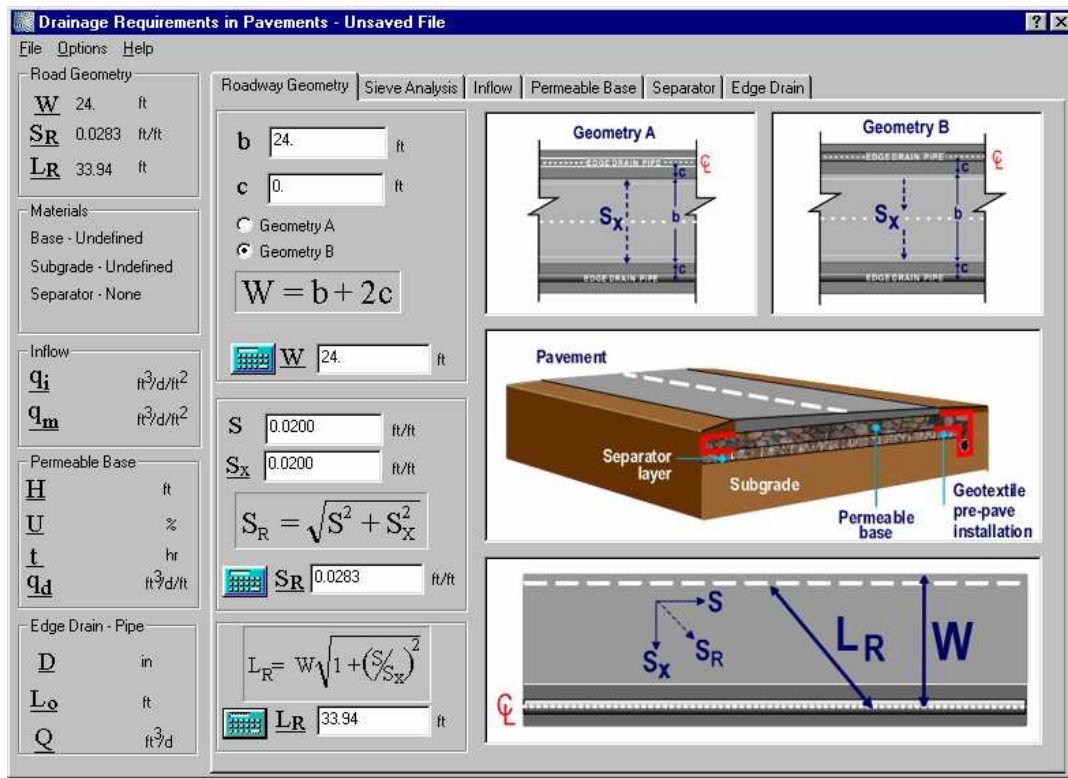 Drainage Requirements in Pavements - Unsaved File
File Options Help
Road Geometry
W 24. ft
SR 0.0283 ft/ft
LR 33.94 ft
Materials
Base - Undefined
Subgrade - Undefined
Separator - None
Inflow
qi ft3/d/ft2
qm ft3/d/ft2
Permeable Base
H ft
U %
t hr
qd ft3/d/ft
Edge Drain - Pipe
D in
Lo ft
Q ft3/d
Roadway Geometry Sieve Analysis Inflow Permeable Base Separator Edge Drain
b 24. ft
c 0. ft
Geometry A
Geometry B
W = b + 2c
W 24. ft
S 0.0200 ft/ft
Sx 0.0200 ft/ft
SR = √S² + Sx²
SR 0.0283 ft/ft
LR = W√1 + (S/Sx)²
LR 33.94 ft
Geometry A
EDGE DRAIN PIPE
CL
c
Sx
b
c
EDGE DRAIN PIPE
Geometry B
EDGE DRAIN PIPE
CL
c
Sx
b
c
EDGE DRAIN PIPE
Pavement
Separator
layer
Subgrade
Permeable
base
Geotextile
pre-pave
installation
S
Sx
SR
LR
W
CL